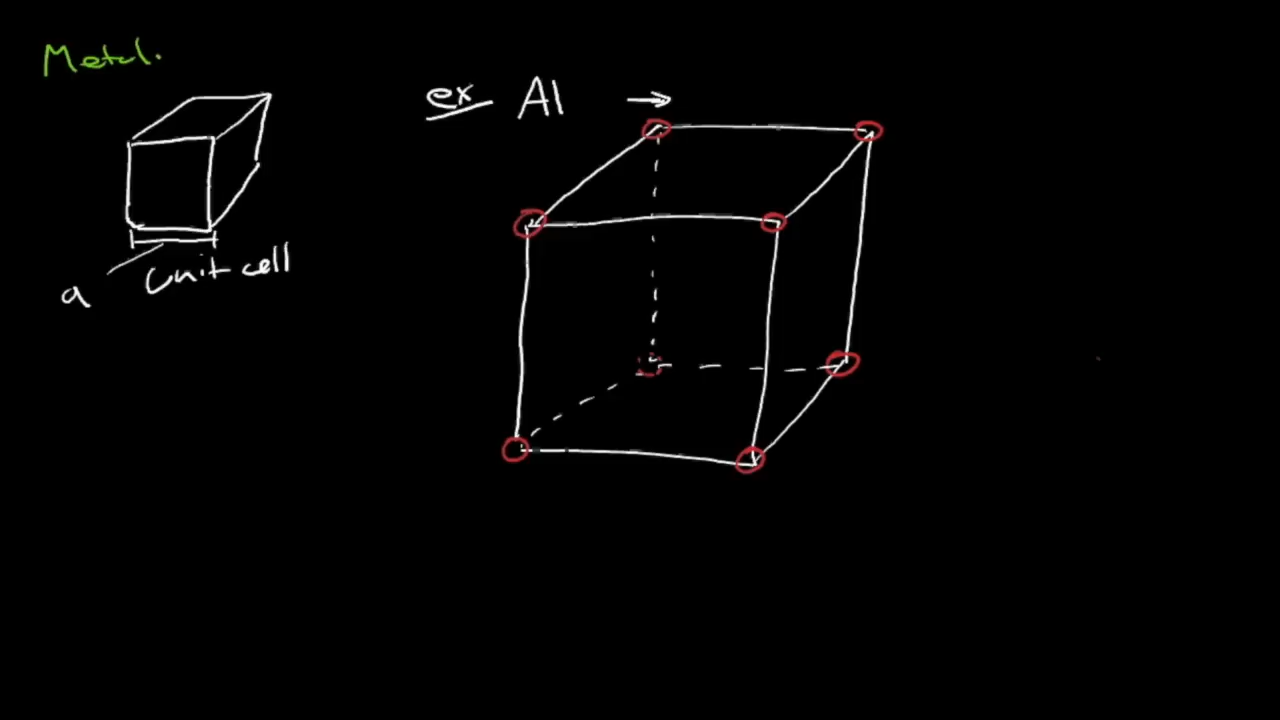 Metal.
ex Al →
a
Unit cell